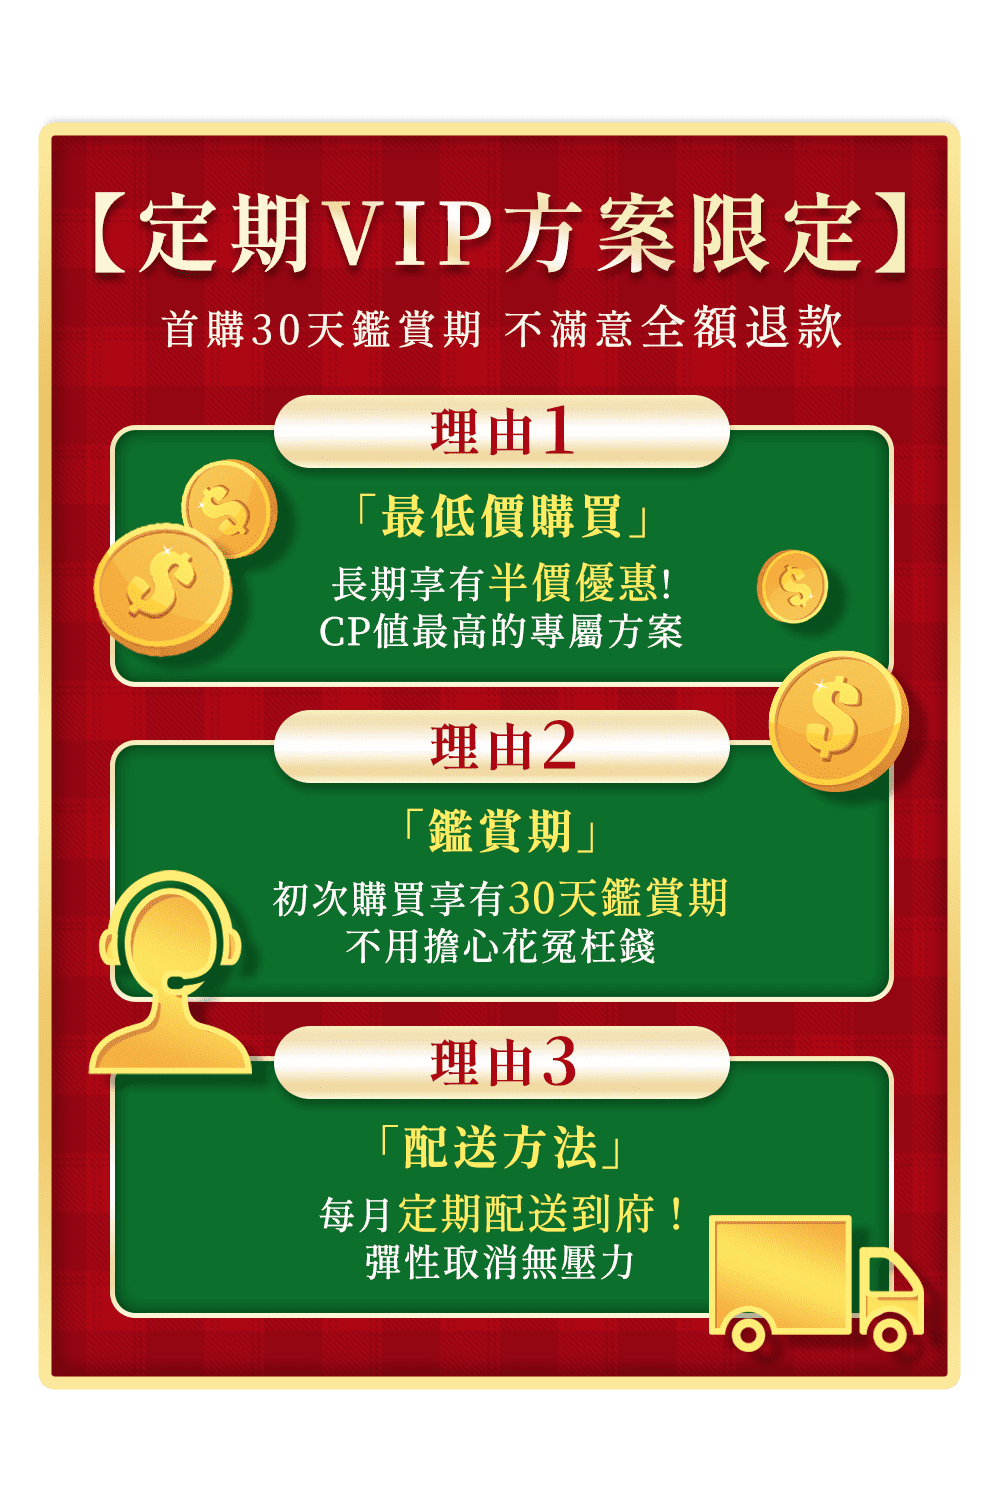 【定期VIP方案限定】
首購30天鑑賞期 不滿意全額退款
理由1
「最低價購買」
長期享有半價優惠!
CP值最高的專屬方案
理由2
「鑑賞期」
初次購買享有30天鑑賞期
不用擔心花冤枉錢
理由3
「配送方法」
每月定期配送到府！
彈性取消無壓力